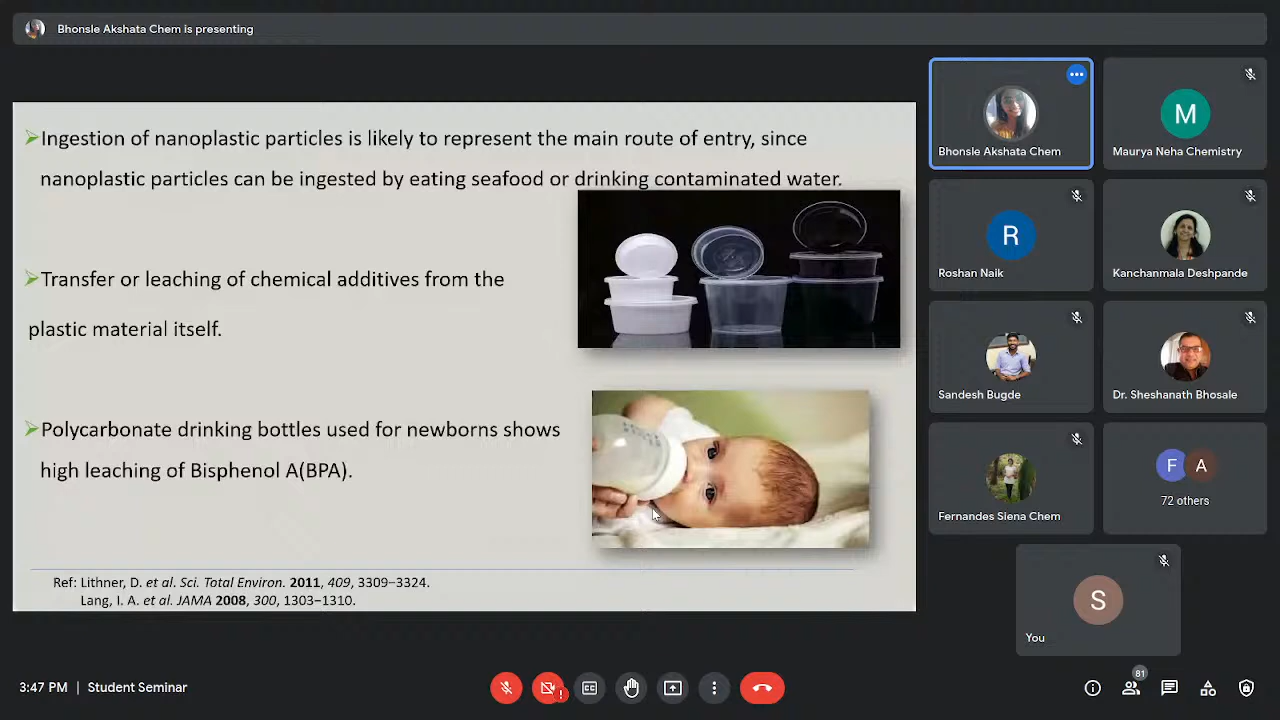 Bhonsle Akshata Chem is presenting
➢Ingestion of nanoplastic particles is likely to represent the main route of entry, since
nanoplastic particles can be ingested by eating seafood or drinking contaminated water.
➢Transfer or leaching of chemical additives from the
plastic material itself.
➢Polycarbonate drinking bottles used for newborns shows
high leaching of Bisphenol A(BPA).
Ref: Lithner, D. et al. Sci. Total Environ. 2011, 409, 3309−3324.
Lang, I. A. et al. JAMA 2008, 300, 1303−1310.
Bhonsle Akshata Chem
M
Maurya Neha Chemistry
R
Roshan Naik
Kanchanmala Deshpande
Sandesh Bugde
Dr. Sheshanath Bhosale
Fernandes Siena Chem
F A
72 others
S
You
3:47 PM | Student Seminar
CC
81